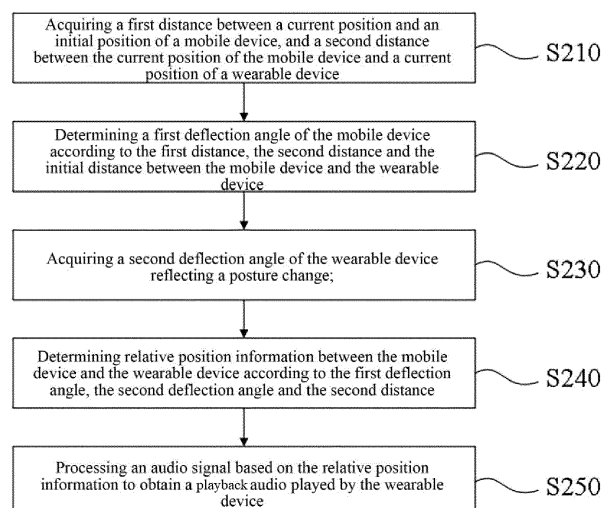 Acquiring a first distance between a current position and an
initial position of a mobile device, and a second distance
between the current position of the mobile device and a current
position of a wearable device
S210
Determining a first deflection angle of the mobile device
according to the first distance, the second distance and the
initial distance between the mobile device and the wearable
device
S220
Acquiring a second deflection angle of the wearable device
reflecting a posture change;
S230
Determining relative position information between the mobile
device and the wearable device according to the first deflection
angle, the second deflection angle and the second distance
S240
Processing an audio signal based on the relative position
information to obtain a playback audio played by the wearable
device
S250